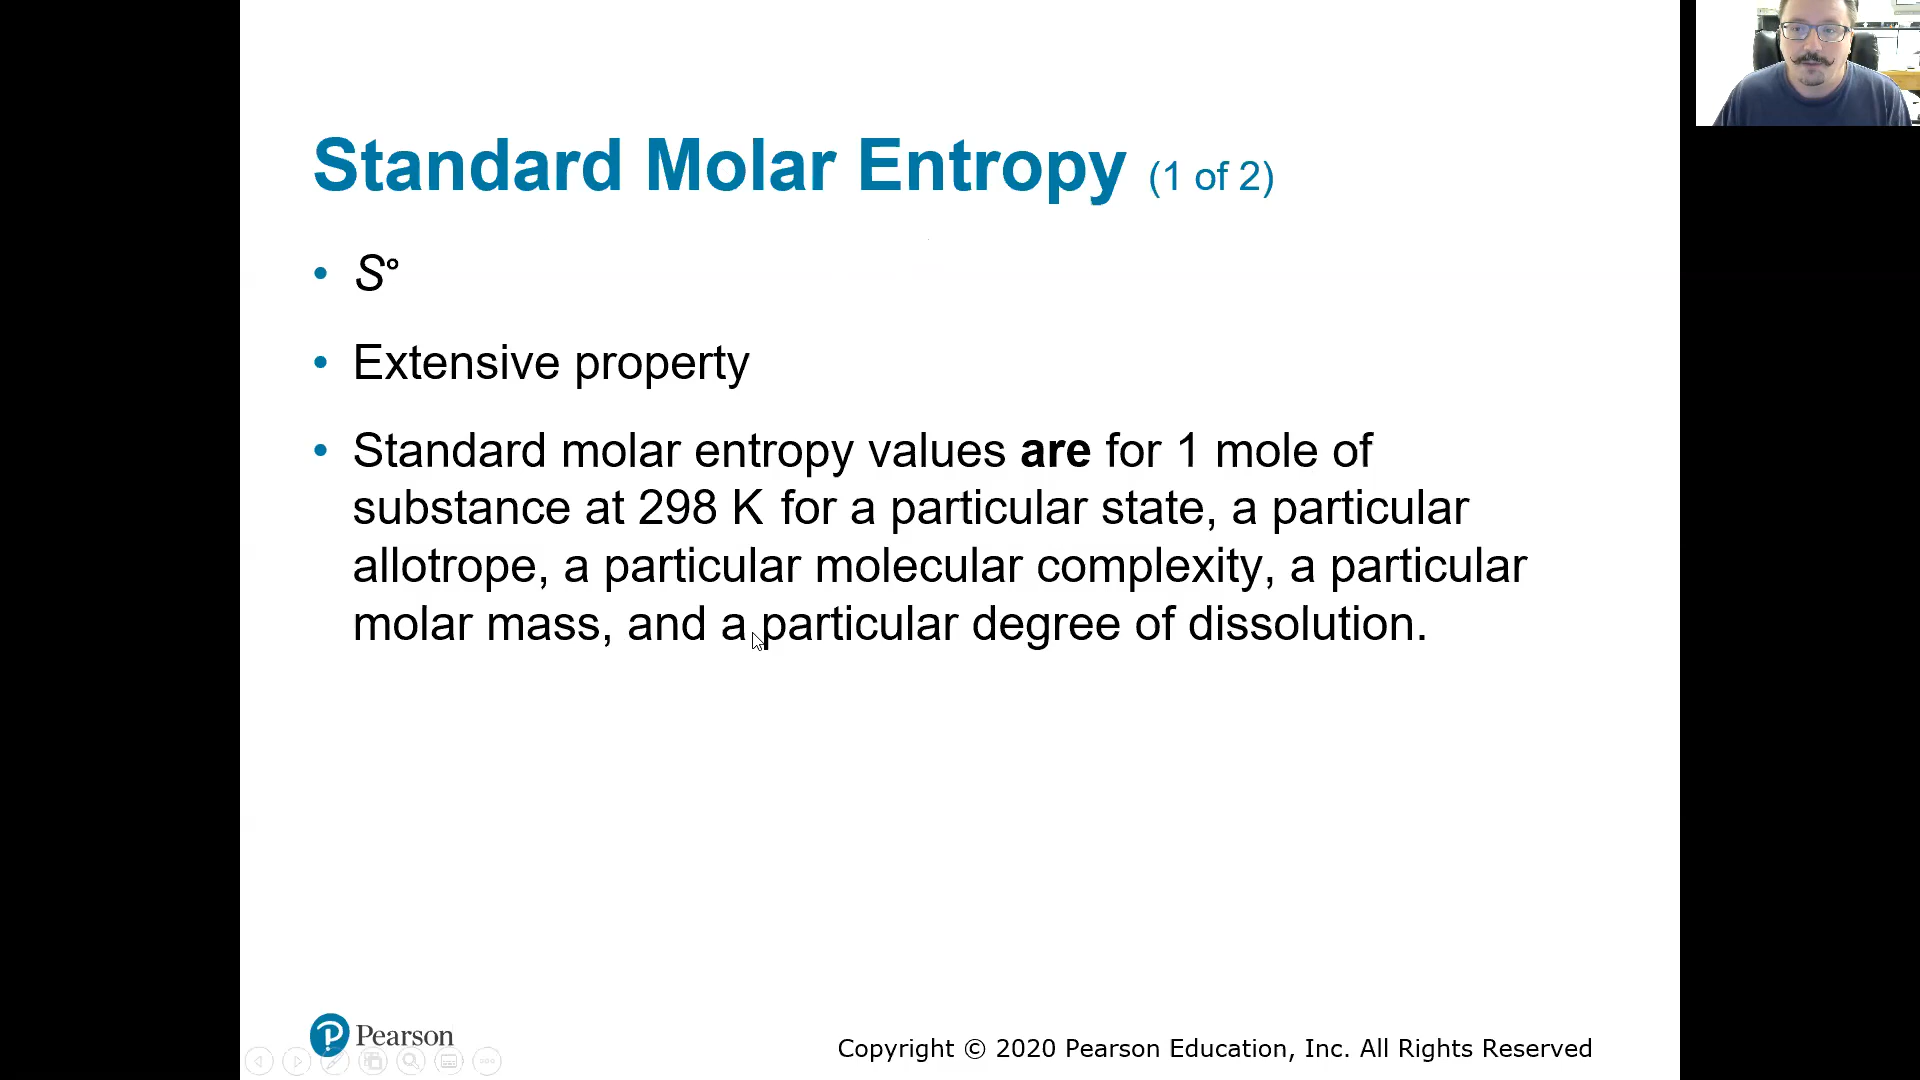 Standard Molar Entropy (1 of 2)
• S°
• Extensive property
• Standard molar entropy values are for 1 mole of
substance at 298 K for a particular state, a particular
allotrope, a particular molecular complexity, a particular
molar mass, and a particular degree of dissolution.
Pearson
Copyright © 2020 Pearson Education, Inc. All Rights Reserved